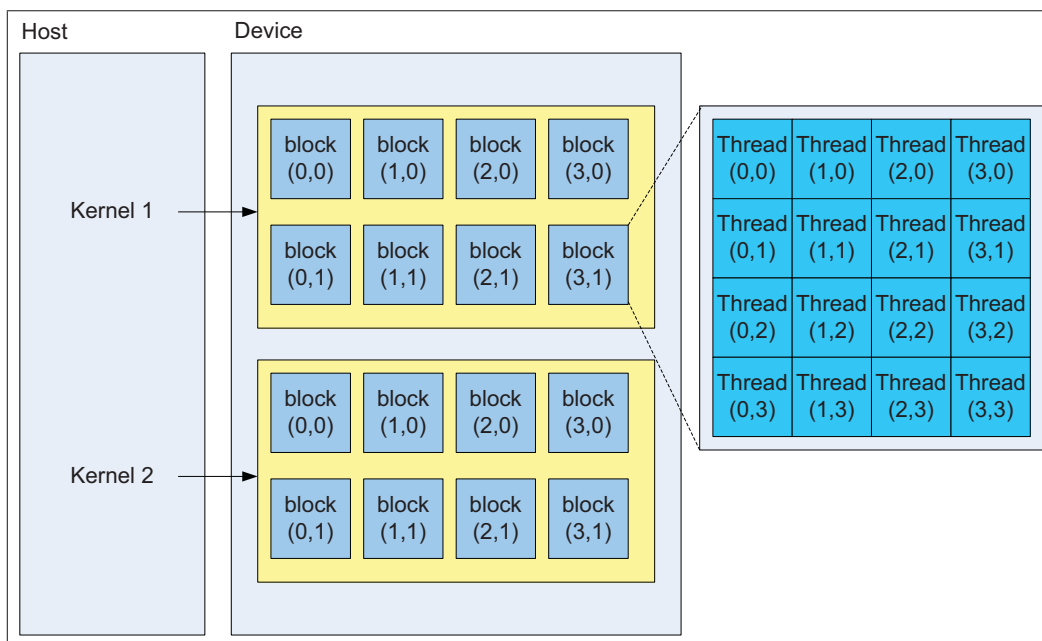 Host
Device
Kernel 1
block (0,0) block (1,0) block (2,0) block (3,0)
block (0,1) block (1,1) block (2,1) block (3,1)
Thread (0,0) Thread (1,0) Thread (2,0) Thread (3,0)
Thread (0,1) Thread (1,1) Thread (2,1) Thread (3,1)
Thread (0,2) Thread (1,2) Thread (2,2) Thread (3,2)
Thread (0,3) Thread (1,3) Thread (2,3) Thread (3,3)
Kernel 2
block (0,0) block (1,0) block (2,0) block (3,0)
block (0,1) block (1,1) block (2,1) block (3,1)